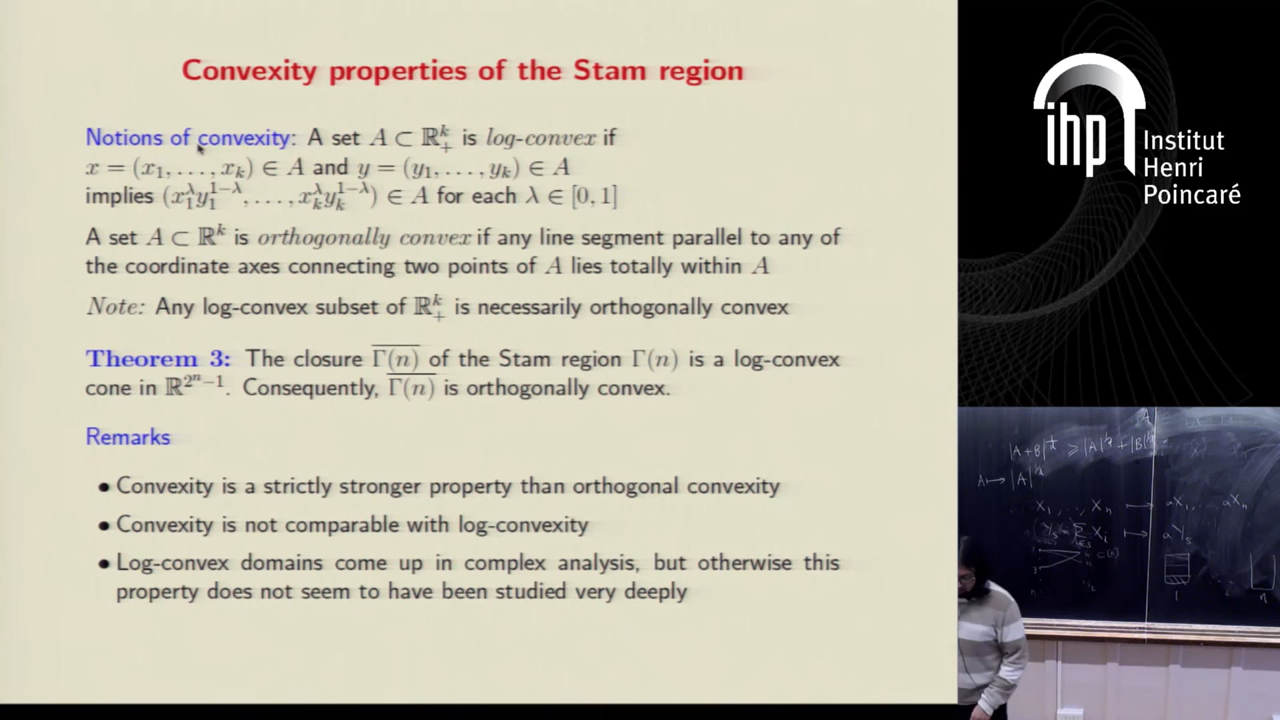 Convexity properties of the Stam region
Notions of convexity: A set A ⊂ ℝ₊ᵏ is log-convex if
x = (x₁, . . . , xₖ) ∈ A and y = (y₁, . . . , yₖ) ∈ A
implies (x₁^λ y₁^{1−λ}, . . . , xₖ^λ yₖ^{1−λ}) ∈ A for each λ ∈ [0, 1]
A set A ⊂ ℝᵏ is orthogonally convex if any line segment parallel to any of
the coordinate axes connecting two points of A lies totally within A
Note: Any log-convex subset of ℝ₊ᵏ is necessarily orthogonally convex
Theorem 3: The closure \overline{Γ(n)} of the Stam region Γ(n) is a log-convex
cone in ℝ^{2ⁿ−1}. Consequently, \overline{Γ(n)} is orthogonally convex.
Remarks
• Convexity is a strictly stronger property than orthogonal convexity
• Convexity is not comparable with log-convexity
• Log-convex domains come up in complex analysis, but otherwise this
property does not seem to have been studied very deeply
ihp
Institut
Henri
Poincaré
X₁, . . , Xₙ ⟼ aX₁, . . aXₙ